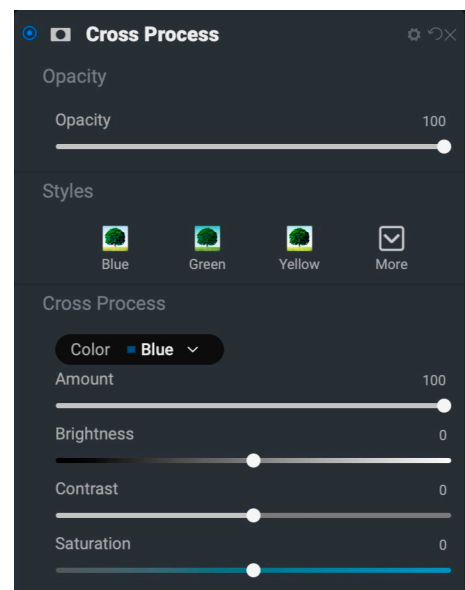 Cross Process
Opacity
Opacity 100
Styles
Blue Green Yellow More
Cross Process
Color Blue
Amount 100
Brightness 0
Contrast 0
Saturation 0